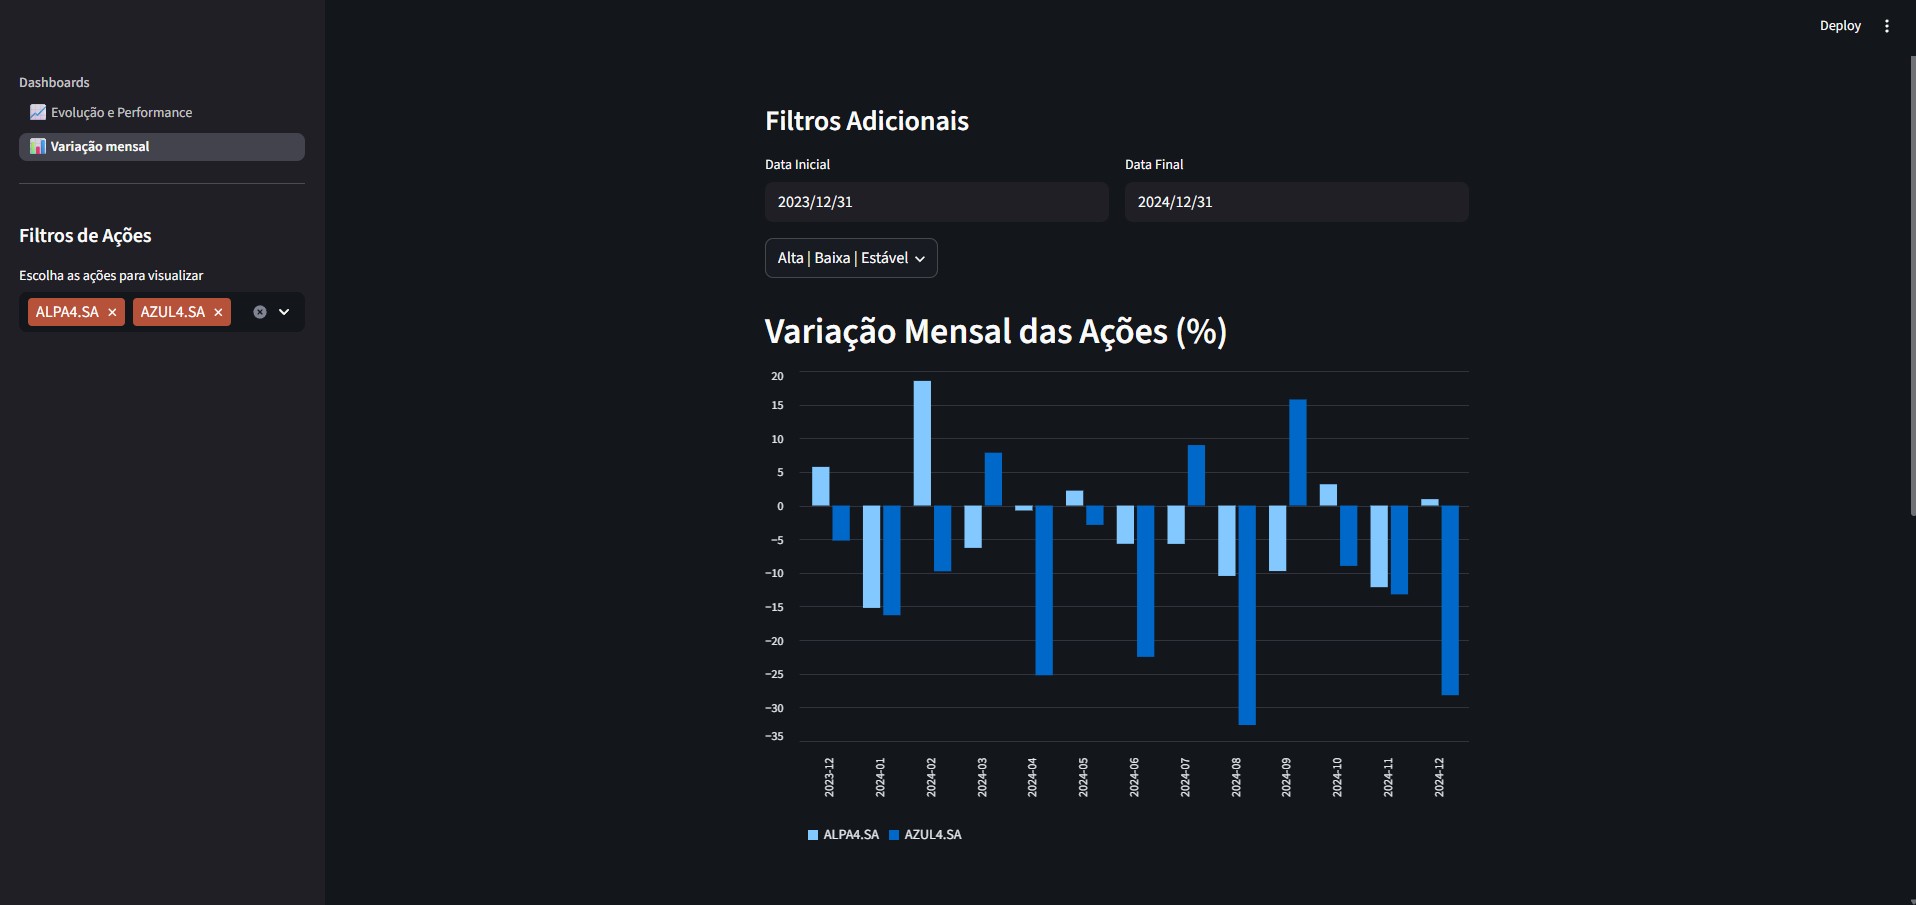 Deploy
Dashboards
Evolução e Performance
Variação mensal
Filtros de Ações
Escolha as ações para visualizar
ALPA4.SA AZUL4.SA
Filtros Adicionais
Data Inicial Data Final
2023/12/31 2024/12/31
Alta | Baixa | Estável
Variação Mensal das Ações (%)
20
15
10
5
0
−5
−10
−15
−20
−25
−30
−35
2023-12 2024-01 2024-02 2024-03 2024-04 2024-05 2024-06 2024-07 2024-08 2024-09 2024-10 2024-11 2024-12
ALPA4.SA AZUL4.SA